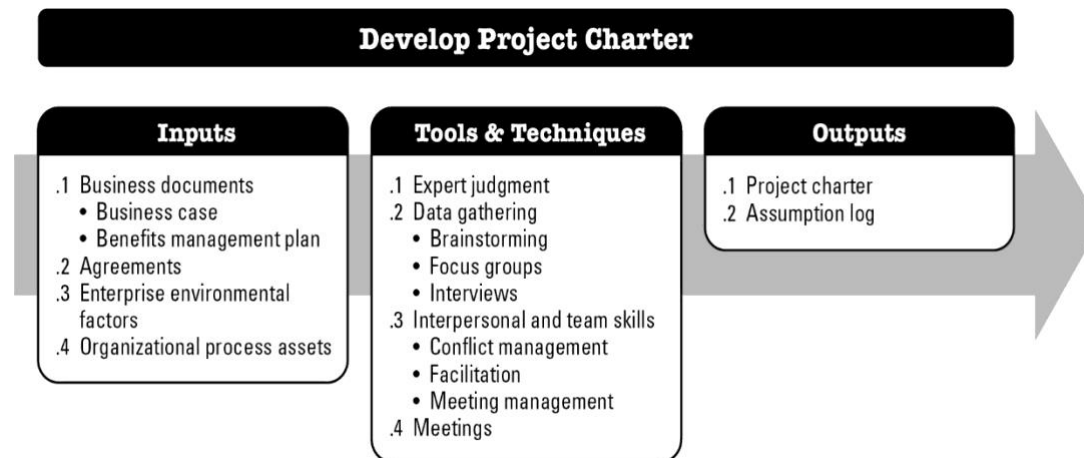 Develop Project Charter
Inputs
.1 Business documents
• Business case
• Benefits management plan
.2 Agreements
.3 Enterprise environmental
factors
.4 Organizational process assets
Tools & Techniques
.1 Expert judgment
.2 Data gathering
• Brainstorming
• Focus groups
• Interviews
.3 Interpersonal and team skills
• Conflict management
• Facilitation
• Meeting management
.4 Meetings
Outputs
.1 Project charter
.2 Assumption log